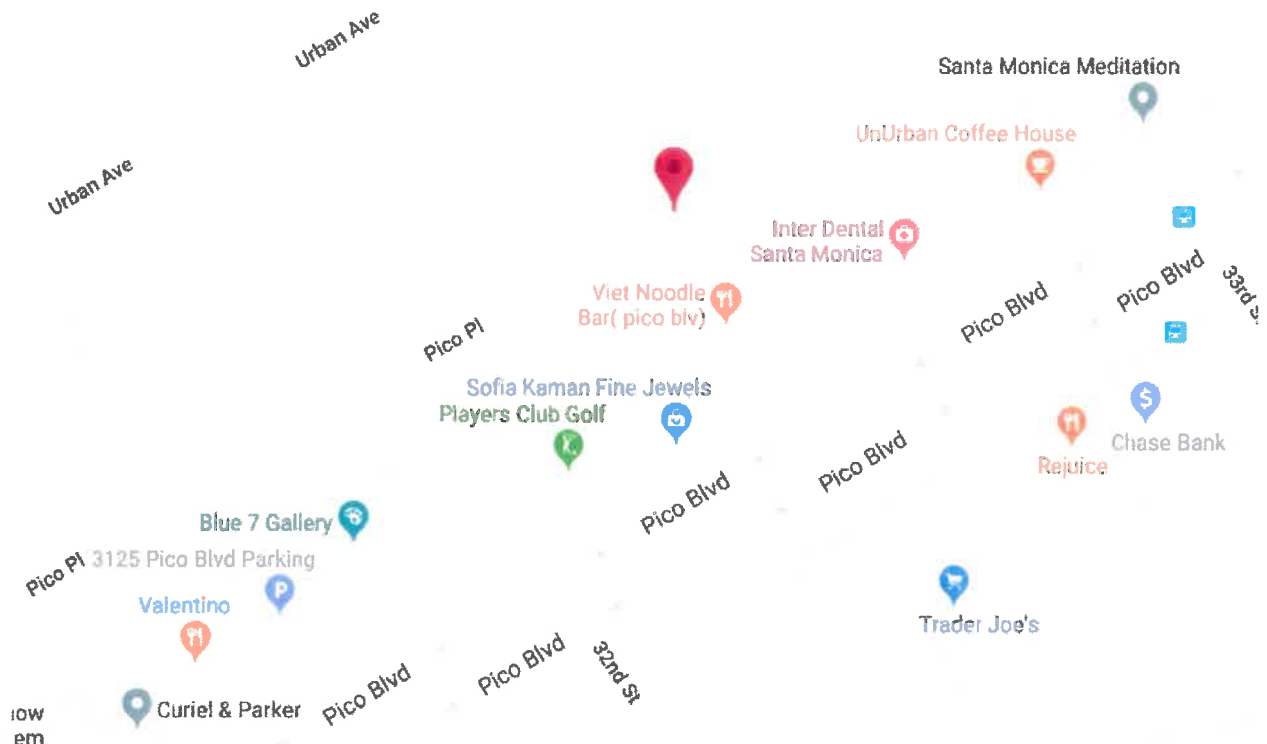 Urban Ave
Santa Monica Meditation
UnUrban Coffee House
Urban Ave
Inter Dental
Santa Monica
Pico Blvd
33rd S
Viet Noodle
Bar( pico blv)
Pico Blvd
Pico Pl
Sofia Kaman Fine Jewels
Players Club Golf
$
Chase Bank
Rejuice
Pico Blvd
Pico Blvd
Blue 7 Gallery
3125 Pico Blvd Parking
Pico Pl
P
Valentino
Trader Joe's
Pico Blvd
32nd St
Pico Blvd
Curiel & Parker
em